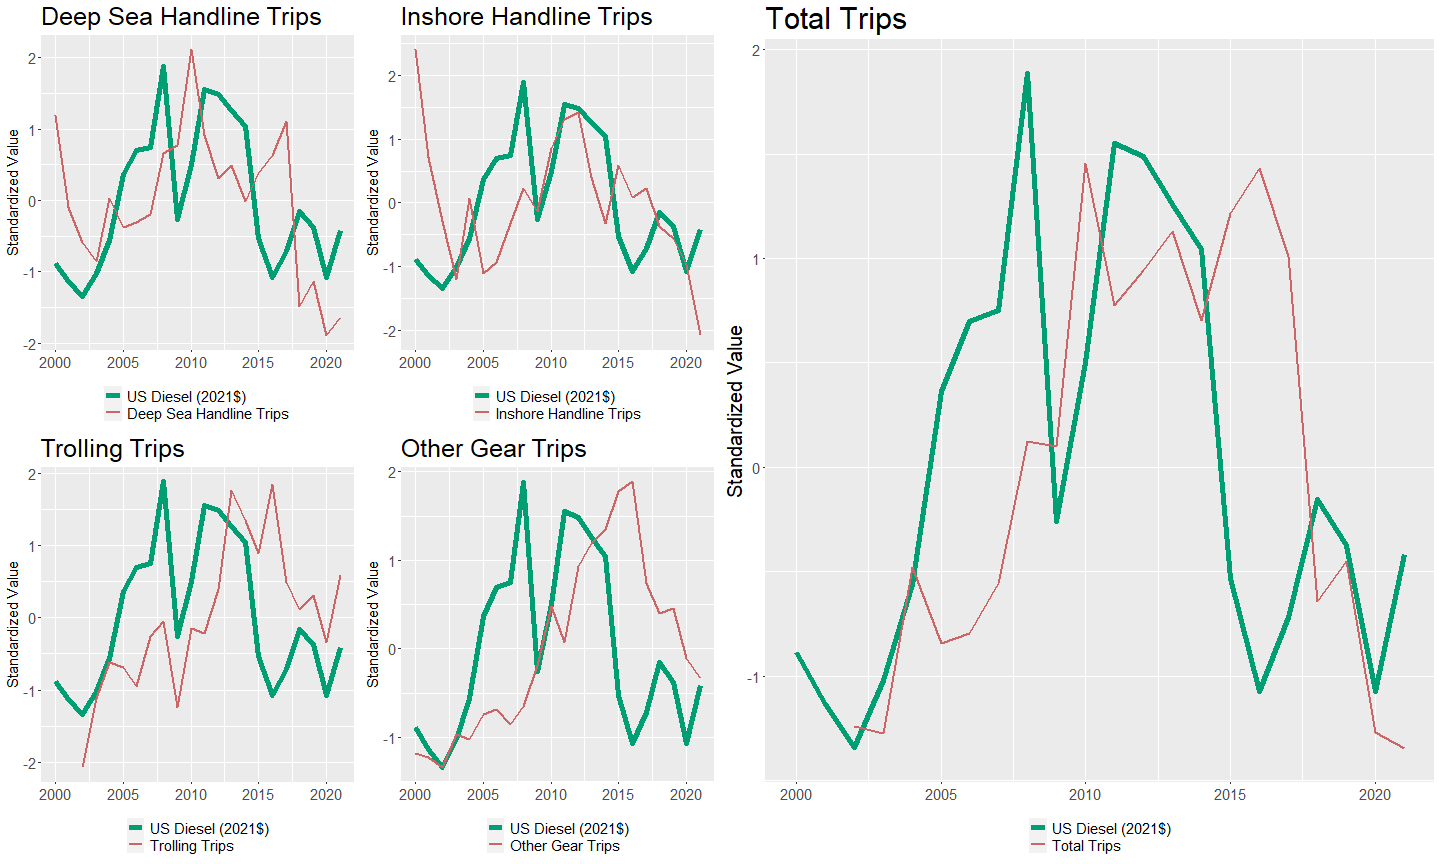 Deep Sea Handline Trips
Standardized Value
2
1
0
-1
-2
2000 2005 2010 2015 2020
US Diesel (2021$)
Deep Sea Handline Trips
Inshore Handline Trips
Standardized Value
2
1
0
-1
-2
2000 2005 2010 2015 2020
US Diesel (2021$)
Inshore Handline Trips
Trolling Trips
Standardized Value
2
1
0
-1
-2
2000 2005 2010 2015 2020
US Diesel (2021$)
Trolling Trips
Other Gear Trips
Standardized Value
2
1
0
-1
2000 2005 2010 2015 2020
US Diesel (2021$)
Other Gear Trips
Total Trips
Standardized Value
2
1
0
-1
2000 2005 2010 2015 2020
US Diesel (2021$)
Total Trips